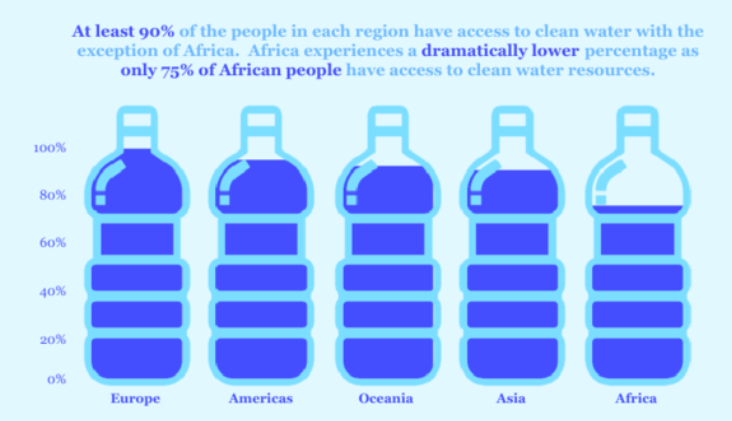 At least 90% of the people in each region have access to clean water with the
exception of Africa.  Africa experiences a dramatically lower percentage as
only 75% of African people have access to clean water resources.
100%
80%
60%
40%
20%
0%
Europe
Americas
Oceania
Asia
Africa